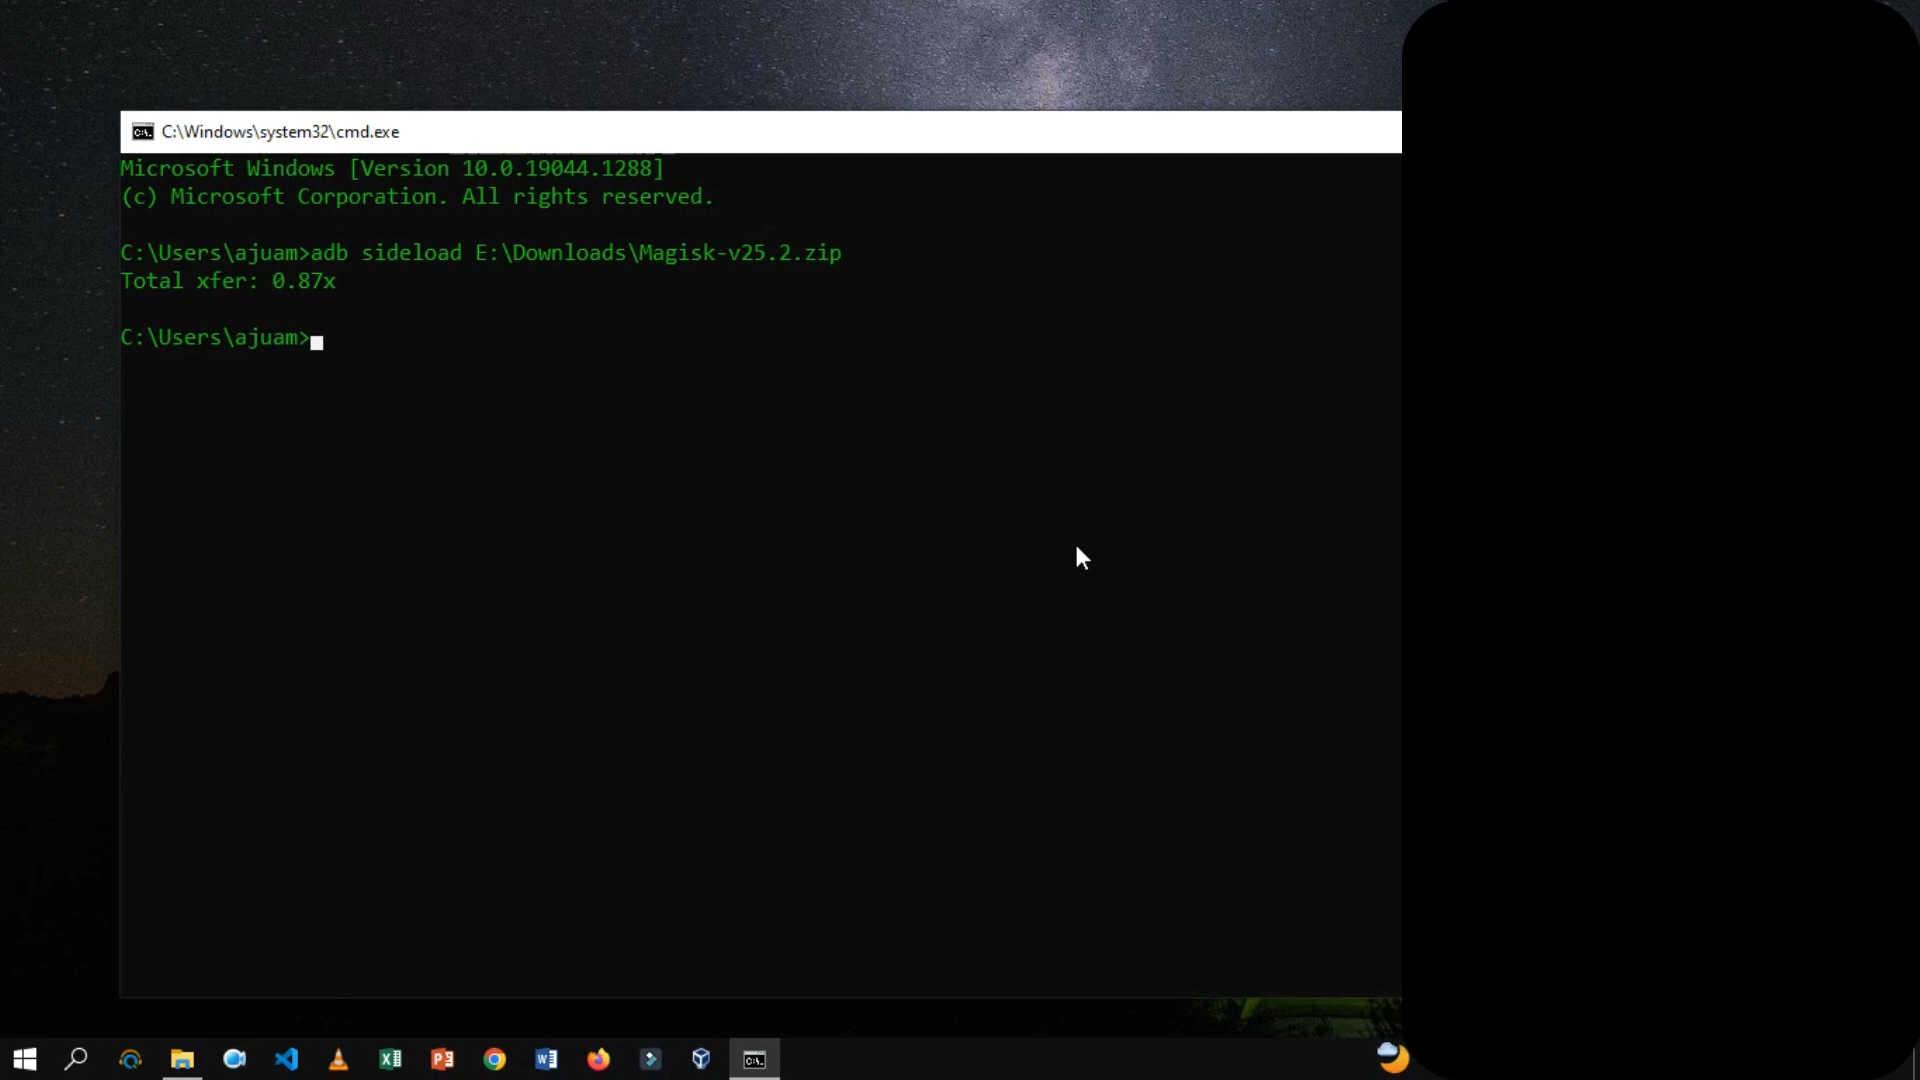 C:\Windows\system32\cmd.exe
Microsoft Windows [Version 10.0.19044.1288]
(c) Microsoft Corporation. All rights reserved.
C:\Users\ajuam>adb sideload E:\Downloads\Magisk-v25.2.zip
Total xfer: 0.87x
C:\Users\ajuam>